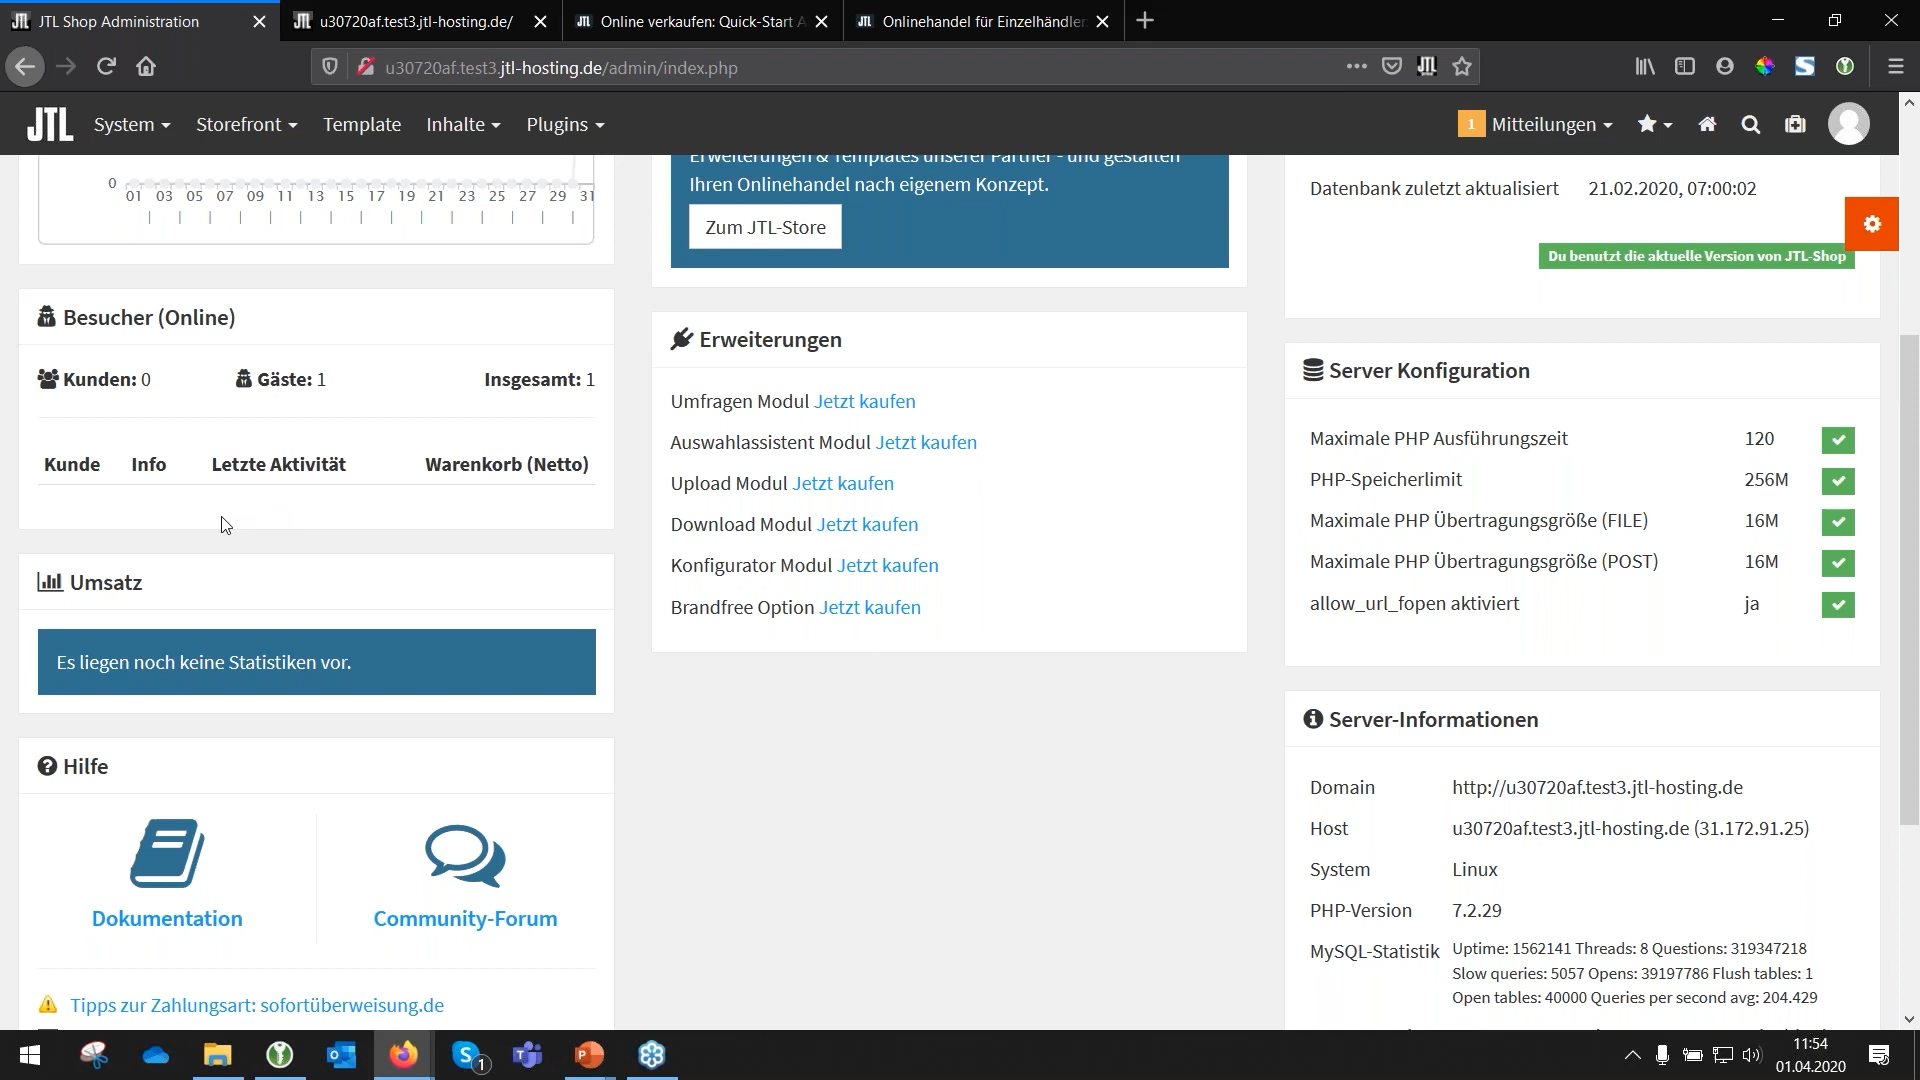 JTL Shop Administration
u30720af.test3.jtl-hosting.de/
Online verkaufen: Quick-Start A
Onlinehandel für Einzelhändler:
u30720af.test3.jtl-hosting.de/admin/index.php
JTL
System
Storefront
Template
Inhalte
Plugins
1 Mitteilungen
0
01 03 05 07 09 11 13 15 17 19 21 23 25 27 29 31
Besucher (Online)
Kunden: 0
Gäste: 1
Insgesamt: 1
Kunde Info Letzte Aktivität Warenkorb (Netto)
Umsatz
Es liegen noch keine Statistiken vor.
Hilfe
Dokumentation
Community-Forum
Tipps zur Zahlungsart: sofortüberweisung.de
Erweiterungen & Templates unserer Partner - und gestalten
Ihren Onlinehandel nach eigenem Konzept.
Zum JTL-Store
Erweiterungen
Umfragen Modul Jetzt kaufen
Auswahlassistent Modul Jetzt kaufen
Upload Modul Jetzt kaufen
Download Modul Jetzt kaufen
Konfigurator Modul Jetzt kaufen
Brandfree Option Jetzt kaufen
Datenbank zuletzt aktualisiert 21.02.2020, 07:00:02
Du benutzt die aktuelle Version von JTL-Shop
Server Konfiguration
Maximale PHP Ausführungszeit 120
PHP-Speicherlimit 256M
Maximale PHP Übertragungsgröße (FILE) 16M
Maximale PHP Übertragungsgröße (POST) 16M
allow_url_fopen aktiviert ja
Server-Informationen
Domain http://u30720af.test3.jtl-hosting.de
Host u30720af.test3.jtl-hosting.de (31.172.91.25)
System Linux
PHP-Version 7.2.29
MySQL-Statistik Uptime: 1562141 Threads: 8 Questions: 319347218
Slow queries: 5057 Opens: 39197786 Flush tables: 1
Open tables: 40000 Queries per second avg: 204.429
1
11:54
01.04.2020